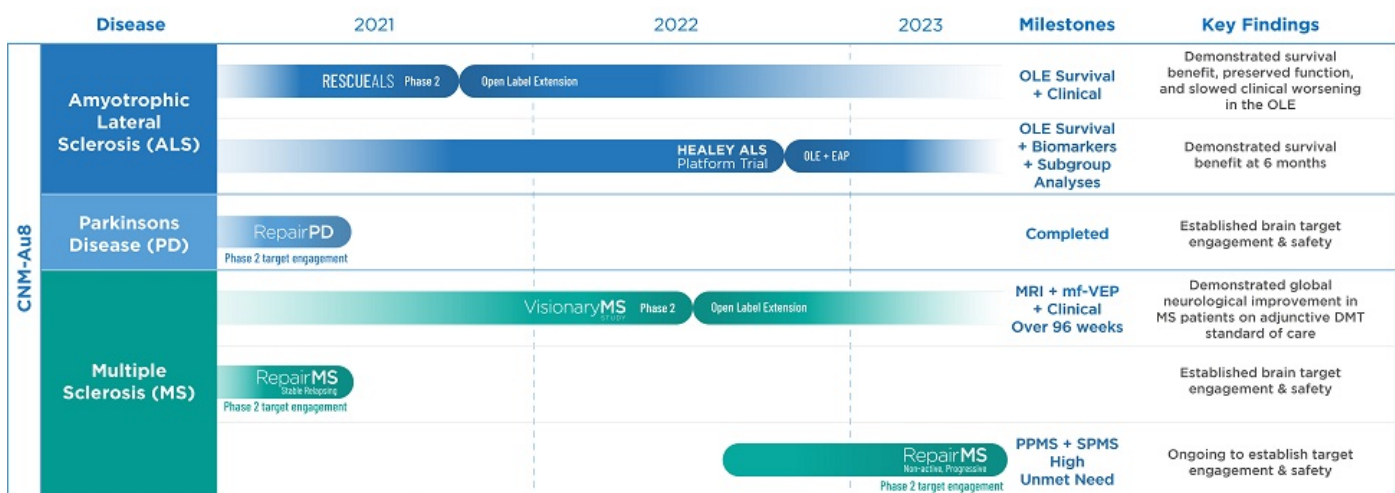 Disease 2021 2022 2023 Milestones Key Findings
CNM-Au8
Amyotrophic
Lateral
Sclerosis (ALS)
RESCUEALS Phase 2
Open Label Extension
OLE Survival
+ Clinical
Demonstrated survival
benefit, preserved function,
and slowed clinical worsening
in the OLE
HEALEY ALS
Platform Trial
OLE + EAP
OLE Survival
+ Biomarkers
+ Subgroup
Analyses
Demonstrated survival
benefit at 6 months
Parkinsons
Disease (PD)
RepairPD
Phase 2 target engagement
Completed
Established brain target
engagement & safety
Multiple
Sclerosis (MS)
VisionaryMS Phase 2
STUDY
Open Label Extension
MRI + mf-VEP
+ Clinical
Over 96 weeks
Demonstrated global
neurological improvement in
MS patients on adjunctive DMT
standard of care
RepairMS
Stable Relapsing
Phase 2 target engagement
Established brain target
engagement & safety
RepairMS
Non-active, Progressive
Phase 2 target engagement
PPMS + SPMS
High
Unmet Need
Ongoing to establish target
engagement & safety